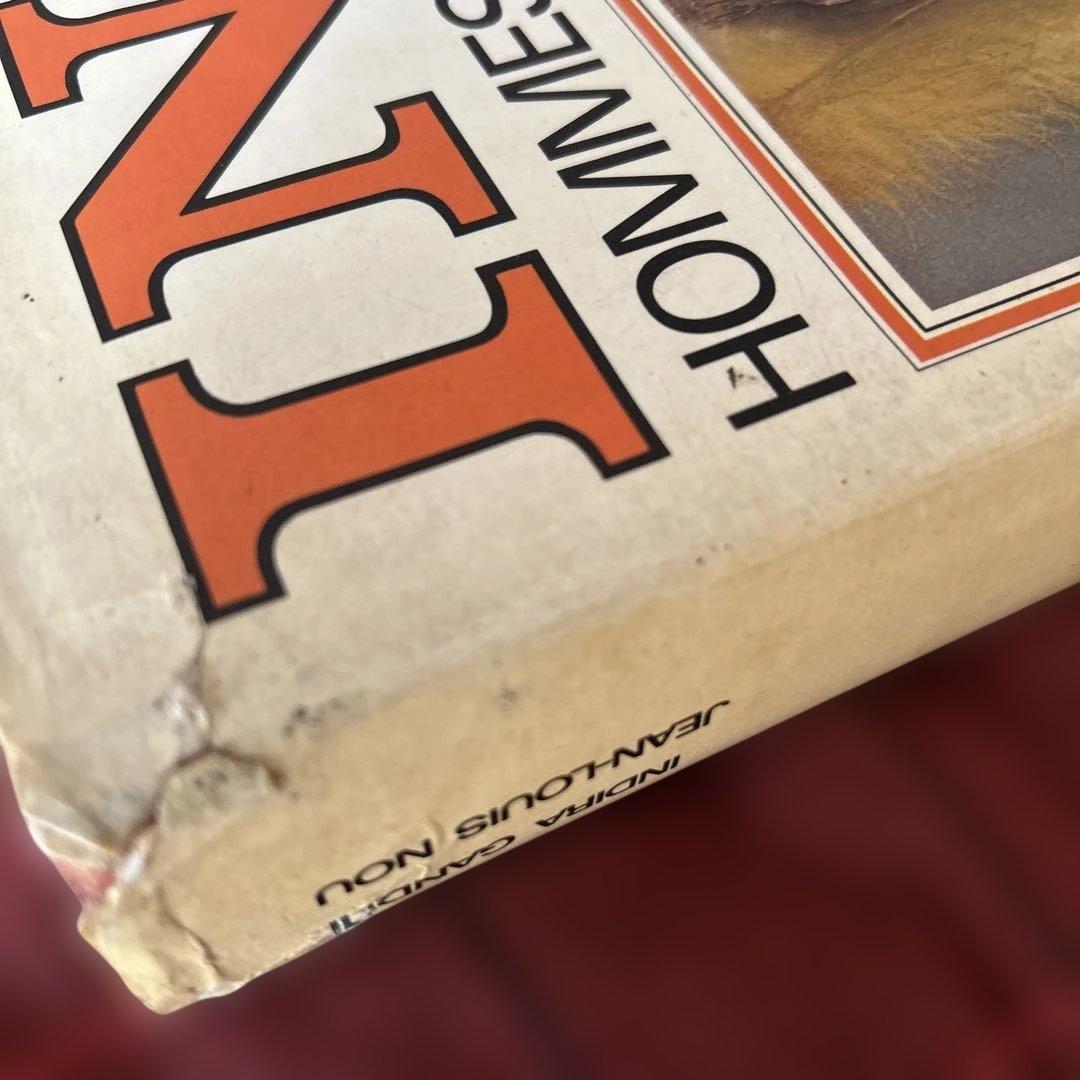 IN
HOMMES
INDIRA GANDHI
JEAN-LOUIS NOU